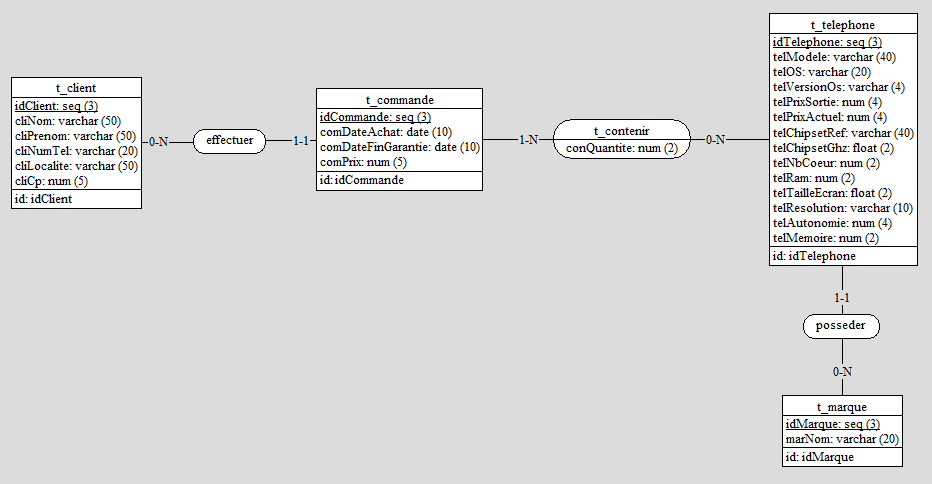 t_client
idClient: seq (3)
cliNom: varchar (50)
cliPrenom: varchar (50)
cliNumTel: varchar (20)
cliLocalite: varchar (50)
cliCp: num (5)
id: idClient
0-N
effectuer
1-1
t_commande
idCommande: seq (3)
comDateAchat: date (10)
comDateFinGarantie: date (10)
comPrix: num (5)
id: idCommande
1-N
t_contenir
conQuantite: num (2)
0-N
t_telephone
idTelephone: seq (3)
telModele: varchar (40)
telOS: varchar (20)
telVersionOs: varchar (4)
telPrixSortie: num (4)
telPrixActuel: num (4)
telChipsetRef: varchar (40)
telChipsetGhz: float (2)
telNbCoeur: num (2)
telRam: num (2)
telTailleEcran: float (2)
telResolution: varchar (10)
telAutonomie: num (4)
telMemoire: num (2)
id: idTelephone
1-1
posseder
0-N
t_marque
idMarque: seq (3)
marNom: varchar (20)
id: idMarque